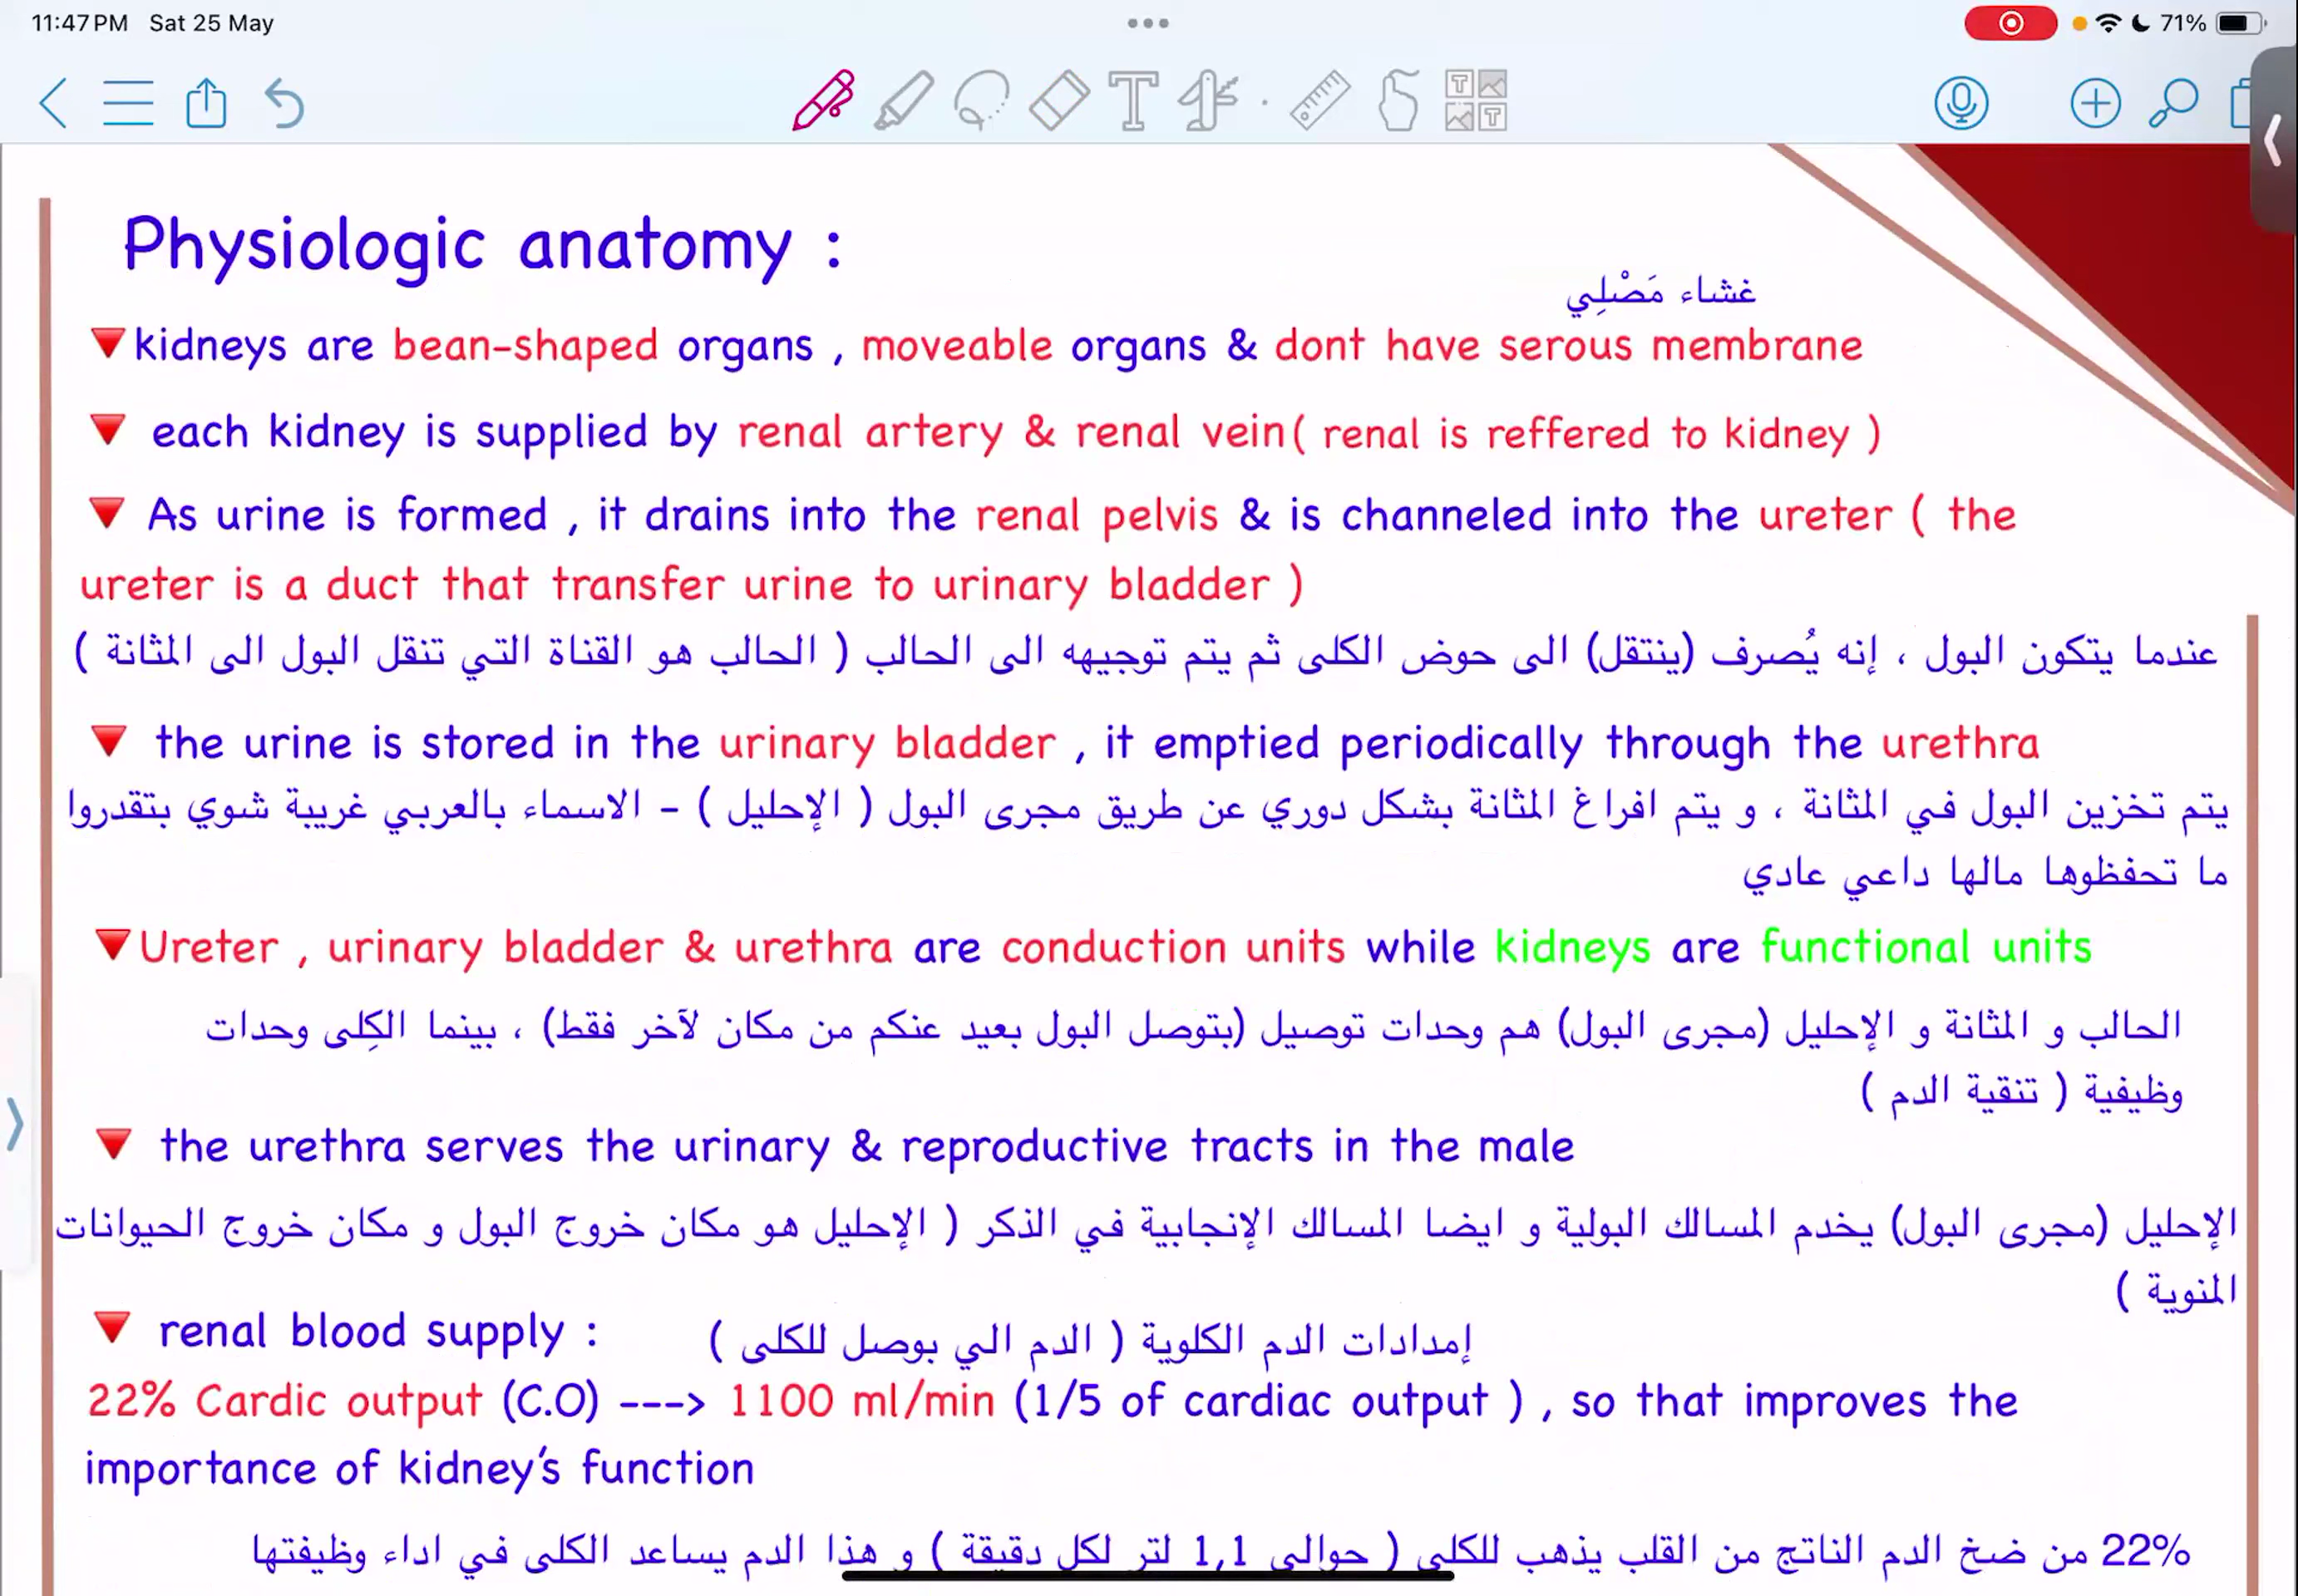 11:47 PM Sat 25 May
71%
Physiologic anatomy :
غشاء مَصْلِي
kidneys are bean-shaped organs , moveable organs & dont have serous membrane
each kidney is supplied by renal artery & renal vein ( renal is reffered to kidney )
As urine is formed , it drains into the renal pelvis & is channeled into the ureter ( the
ureter is a duct that transfer urine to urinary bladder )
عندما يتكون البول ، إنه يُصرف (ينتقل) الى حوض الكلى ثم يتم توجيهه الى الحالب ( الحالب هو القناة التي تنقل البول الى المثانة )
the urine is stored in the urinary bladder , it emptied periodically through the urethra
يتم تخزين البول في المثانة ، و يتم افراغ المثانة بشكل دوري عن طريق مجرى البول ( الإحليل ) – الاسماء بالعربي غريبة شوي بتقدروا
ما تحفظوها مالها داعي عادي
Ureter , urinary bladder & urethra are conduction units while kidneys are functional units
الحالب و المثانة و الإحليل (مجرى البول) هم وحدات توصيل (بتوصل البول بعيد عنكم من مكان لآخر فقط) ، بينما الكِلى وحدات
وظيفية ( تنقية الدم )
the urethra serves the urinary & reproductive tracts in the male
الإحليل (مجرى البول) يخدم المسالك البولية و ايضا المسالك الإنجابية في الذكر ( الإحليل هو مكان خروج البول و مكان خروج الحيوانات
المنوية )
renal blood supply : إمدادات الدم الكلوية ( الدم الي بوصل للكلى )
22% Cardic output (C.O) ---> 1100 ml/min (1/5 of cardiac output ) , so that improves the
importance of kidney's function
22% من ضخ الدم الناتج من القلب يذهب للكلى ( حوالي 1,1 لتر لكل دقيقة ) و هذا الدم يساعد الكلى في اداء وظيفتها